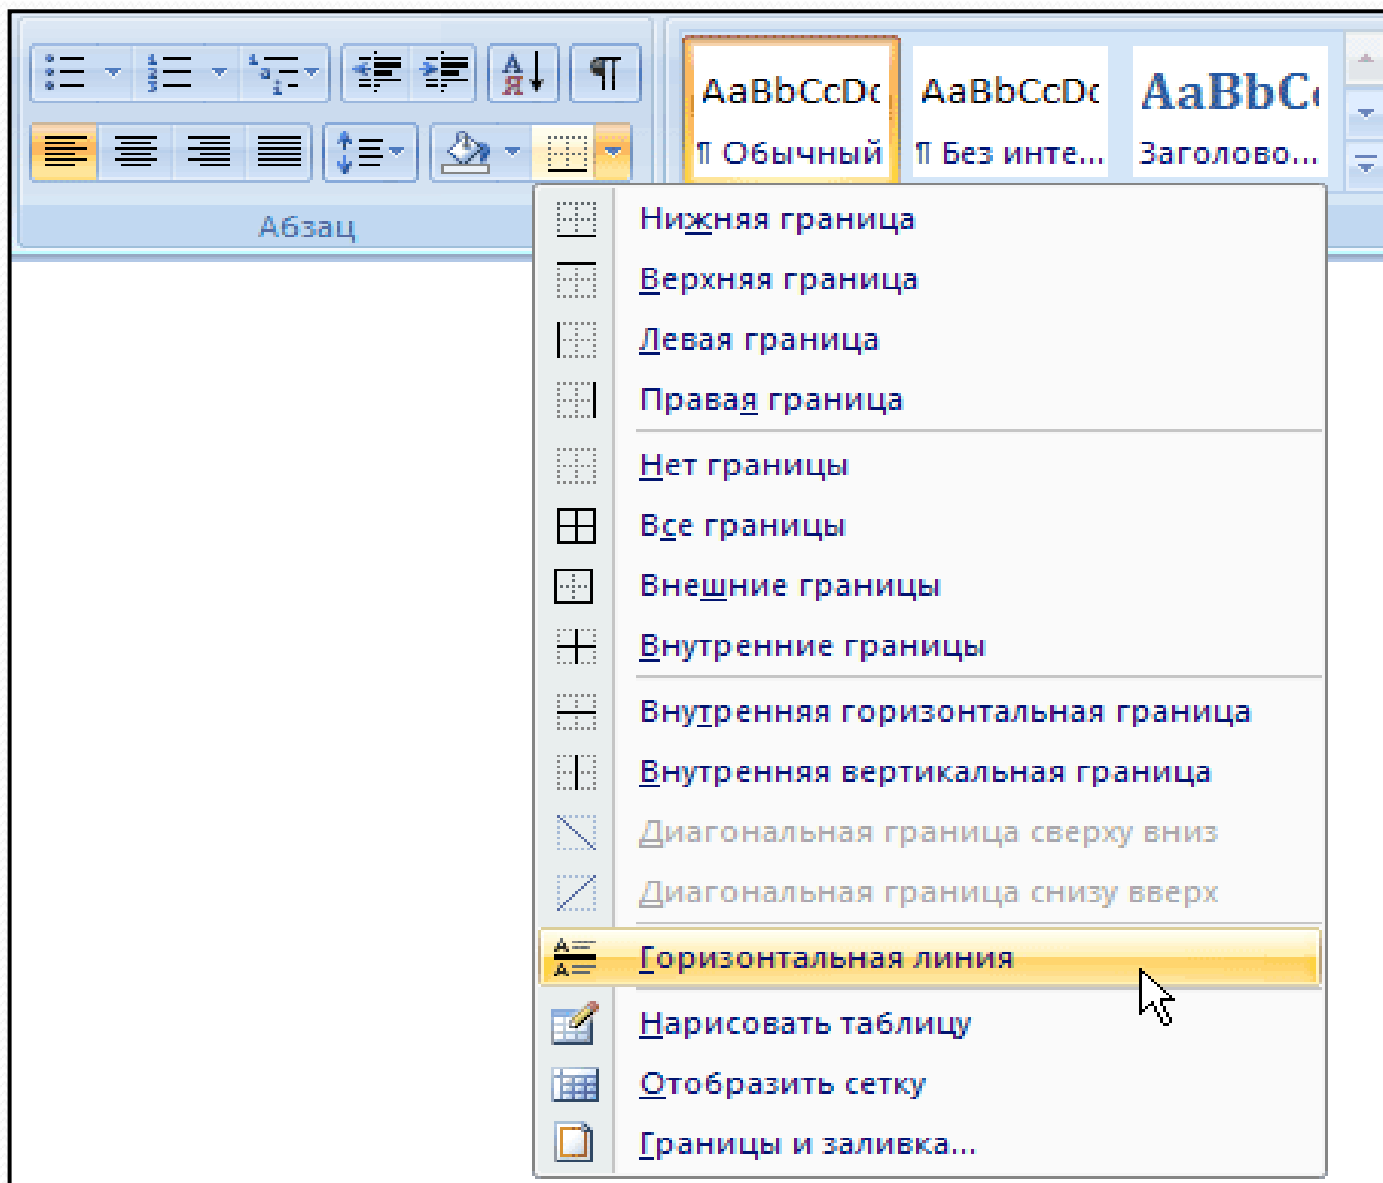 АЯ ¶
AaBbCcDc AaBbCcDc AaBbC
¶ Обычный ¶ Без инте... Заголово...
Абзац
Нижняя граница
Верхняя граница
Левая граница
Правая граница
Нет границы
Все границы
Внешние границы
Внутренние границы
Внутренняя горизонтальная граница
Внутренняя вертикальная граница
Диагональная граница сверху вниз
Диагональная граница снизу вверх
Горизонтальная линия
Нарисовать таблицу
Отобразить сетку
Границы и заливка...